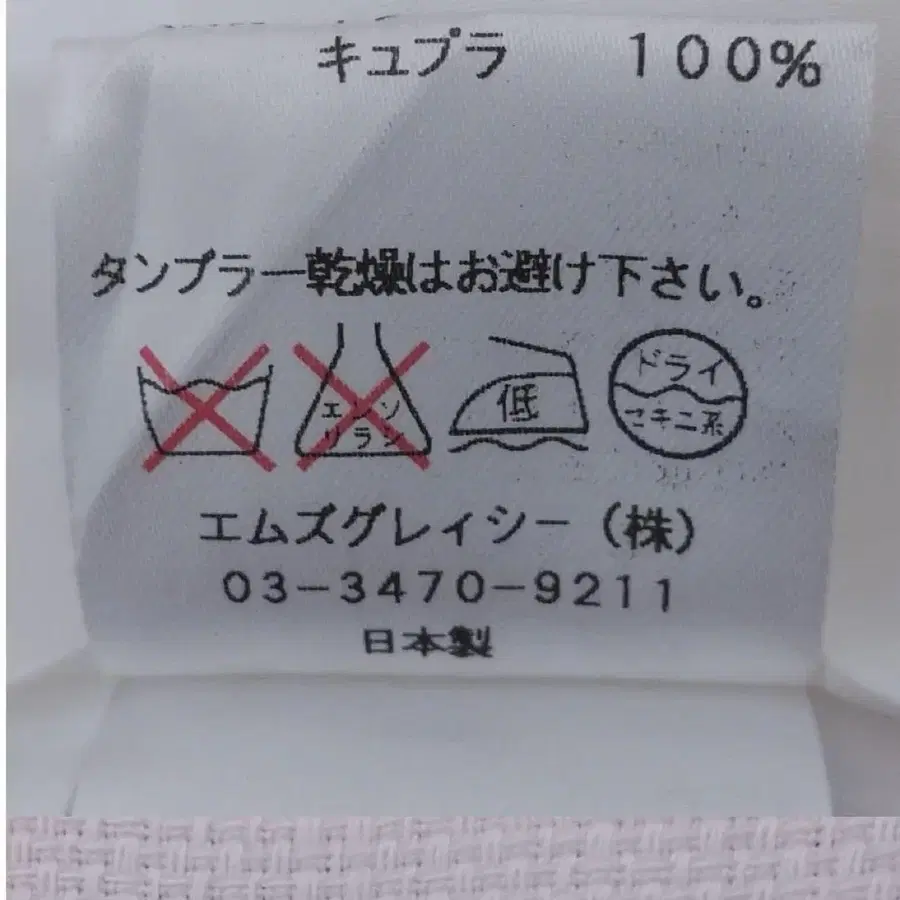 キュプラ 100%
タンブラー乾燥はお避け下さい。
エンソ
サラシ
低
ドライ
セキユ系
エムズグレイシー（株）
03-3470-9211
日本製